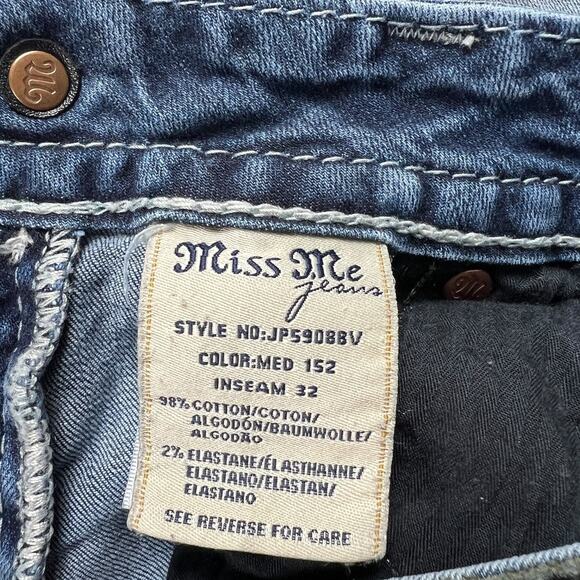 M
Miss Me
jeans
STYLE NO:JP5908BV
COLOR:MED 152
INSEAM 32
98% COTTON/COTON/
ALGODÓN/BAUMWOLLE/
ALGODÃO
2% ELASTANE/ÉLASTHANNE/
ELASTANO/ELASTAN/
ELASTANO
SEE REVERSE FOR CARE
M